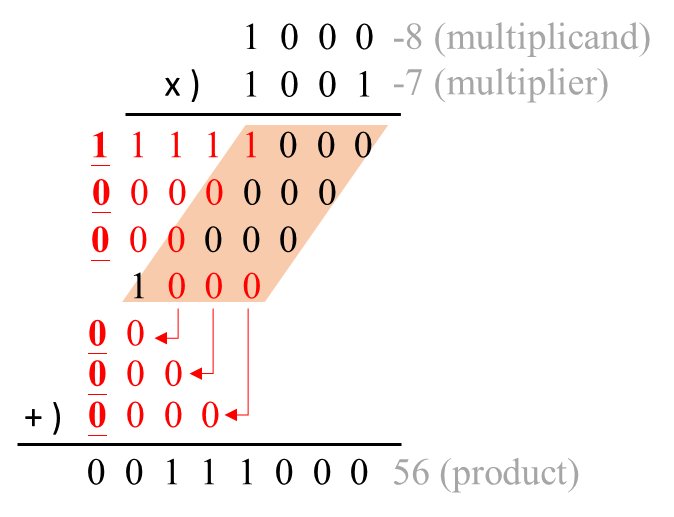 1 0 0 0 -8 (multiplicand)
x ) 1 0 0 1 -7 (multiplier)
1 1 1 1 1 0 0 0
0 0 0 0 0 0 0
0 0 0 0 0 0
1 0 0 0
0 0
0 0 0
+ ) 0 0 0 0
0 0 1 1 1 0 0 0 56 (product)